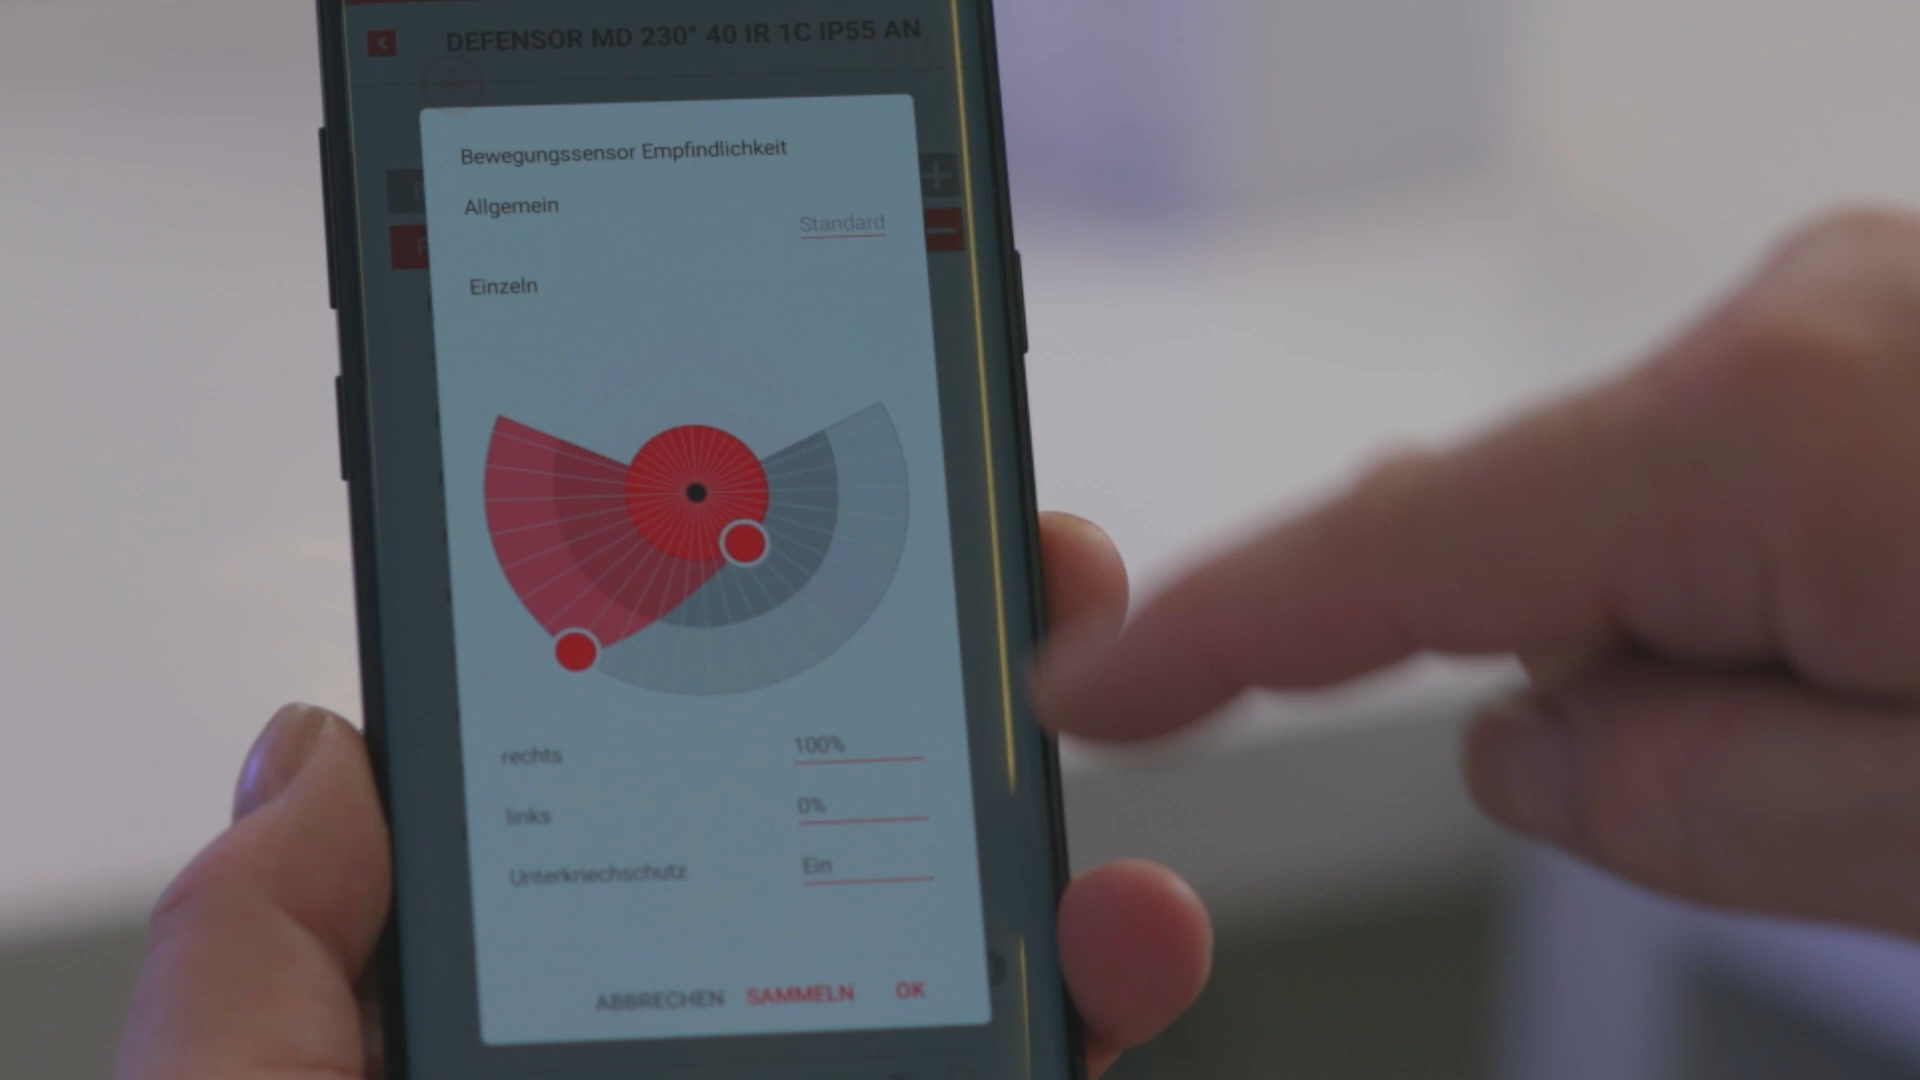 DEFENSOR MD 230° 40 IR 1C IP55 AN
Bewegungssensor Empfindlichkeit
Allgemein
Standard
Einzeln
rechts 100%
links 0%
Unterkriechschutz Ein
ABBRECHEN SAMMELN OK